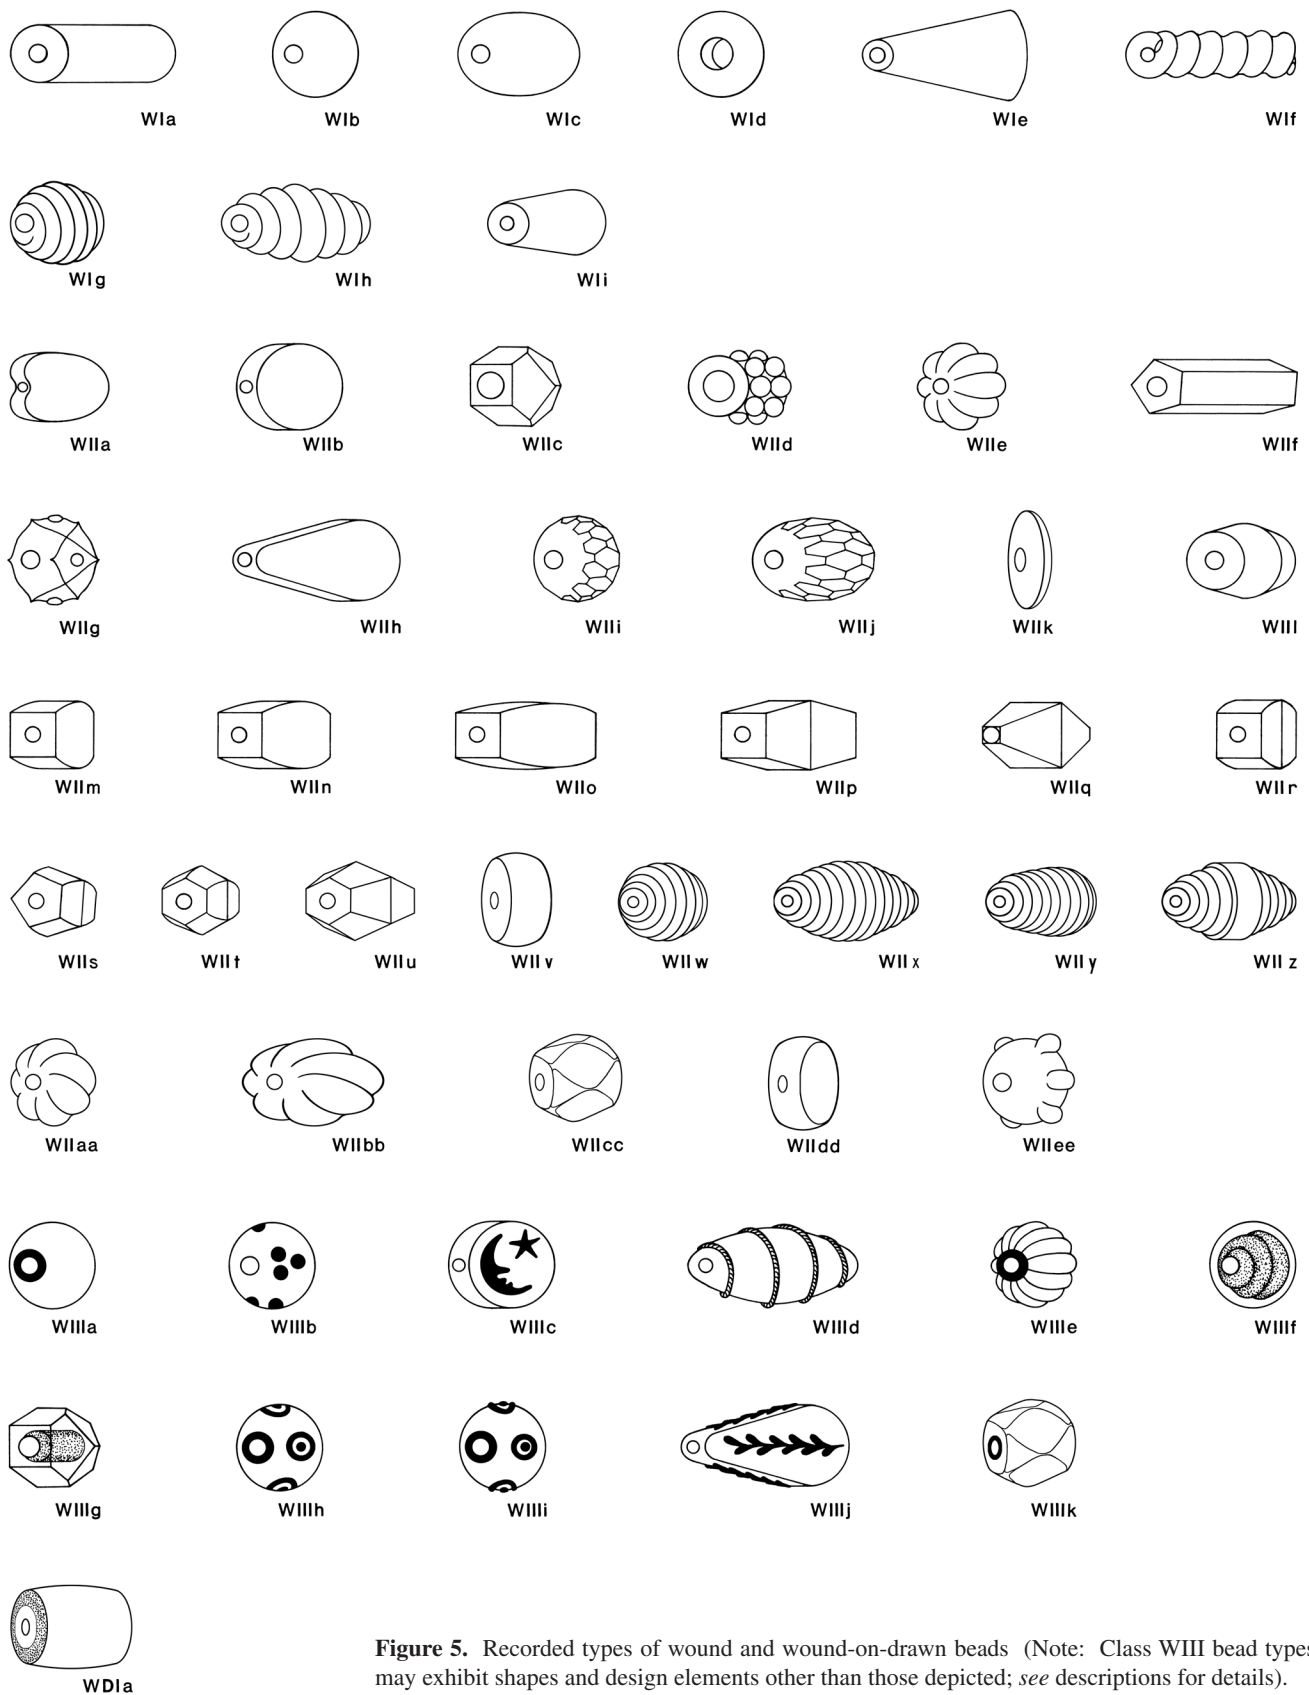 WIa WIb WIc WId WIe WIf
WIg WIh WIi
WIIa WIIb WIIc WIId WIIe WIIf
WIIg WIIh WIIi WIIj WIIk WIIl
WIIm WIIn WIIo WIIp WIIq WIIr
WIIs WIIt WIIu WIIv WIIw WIIx WIIy WIIz
WIIaa WIIbb WIIcc WIIdd WIIee
WIIIa WIIIb WIIIc WIIId WIIIe WIIIf
WIIIg WIIIh WIIIi WIIIj WIIIk
WDIa
Figure 5. Recorded types of wound and wound-on-drawn beads (Note: Class WIII bead types
may exhibit shapes and design elements other than those depicted; see descriptions for details).